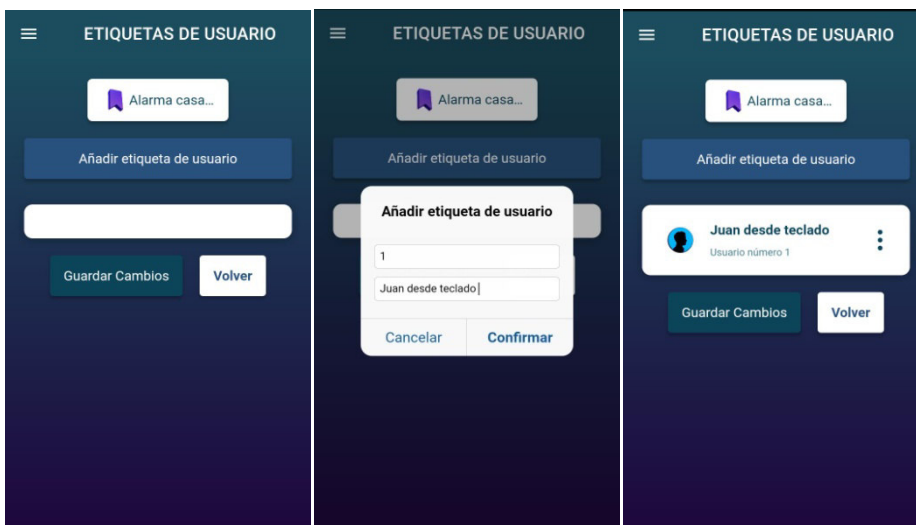 ETIQUETAS DE USUARIO
Alarma casa...
Añadir etiqueta de usuario
Guardar Cambios
Volver
ETIQUETAS DE USUARIO
Alarma casa...
Añadir etiqueta de usuario
Añadir etiqueta de usuario
1
Juan desde teclado
Cancelar
Confirmar
ETIQUETAS DE USUARIO
Alarma casa...
Añadir etiqueta de usuario
Juan desde teclado
Usuario número 1
Guardar Cambios
Volver